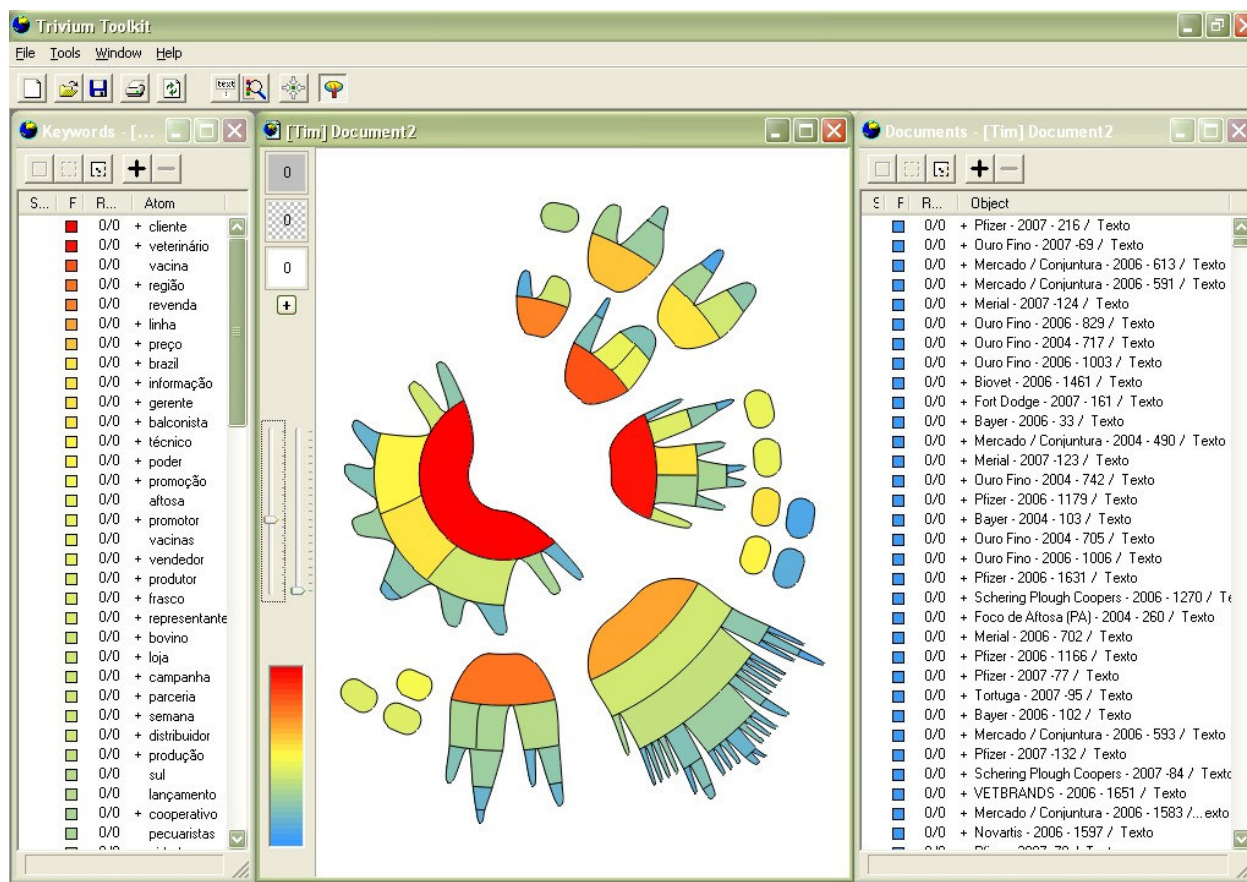 Trivium Toolkit
File Tools Window Help
text
Keywords - [...
S... F R... Atom
0/0 + cliente
0/0 + veterinário
0/0 vacina
0/0 + região
0/0 revenda
0/0 + linha
0/0 + preço
0/0 + brazil
0/0 + informação
0/0 + gerente
0/0 + balconista
0/0 + técnico
0/0 + poder
0/0 + promoção
0/0 aftosa
0/0 + promotor
0/0 vacinas
0/0 + vendedor
0/0 + produtor
0/0 + frasco
0/0 + representante
0/0 + bovino
0/0 + loja
0/0 + campanha
0/0 + parceria
0/0 + semana
0/0 + distribuidor
0/0 + produção
0/0 sul
0/0 lançamento
0/0 + cooperativo
0/0 pecuaristas
[Tim] Document2
0
0
0
+
Documents - [Tim] Document2
S F R... Object
0/0 + Pfizer - 2007 - 216 / Texto
0/0 + Ouro Fino - 2007 -69 / Texto
0/0 + Mercado / Conjuntura - 2006 - 613 / Texto
0/0 + Mercado / Conjuntura - 2006 - 591 / Texto
0/0 + Merial - 2007 -124 / Texto
0/0 + Ouro Fino - 2006 - 829 / Texto
0/0 + Ouro Fino - 2004 - 717 / Texto
0/0 + Ouro Fino - 2006 - 1003 / Texto
0/0 + Biovet - 2006 - 1461 / Texto
0/0 + Fort Dodge - 2007 - 161 / Texto
0/0 + Bayer - 2006 - 33 / Texto
0/0 + Mercado / Conjuntura - 2004 - 490 / Texto
0/0 + Merial - 2007 -123 / Texto
0/0 + Ouro Fino - 2004 - 742 / Texto
0/0 + Pfizer - 2006 - 1179 / Texto
0/0 + Bayer - 2004 - 103 / Texto
0/0 + Ouro Fino - 2004 - 705 / Texto
0/0 + Ouro Fino - 2006 - 1006 / Texto
0/0 + Pfizer - 2006 - 1631 / Texto
0/0 + Schering Plough Coopers - 2006 - 1270 / Te
0/0 + Foco de Aftosa (PA) - 2004 - 260 / Texto
0/0 + Merial - 2006 - 702 / Texto
0/0 + Pfizer - 2006 - 1166 / Texto
0/0 + Pfizer - 2007 -77 / Texto
0/0 + Tortuga - 2007 -95 / Texto
0/0 + Bayer - 2006 - 102 / Texto
0/0 + Mercado / Conjuntura - 2006 - 593 / Texto
0/0 + Pfizer - 2007 -132 / Texto
0/0 + Schering Plough Coopers - 2007 -84 / Texto
0/0 + VETBRANDS - 2006 - 1651 / Texto
0/0 + Mercado / Conjuntura - 2006 - 1583 /... exto
0/0 + Novartis - 2006 - 1597 / Texto